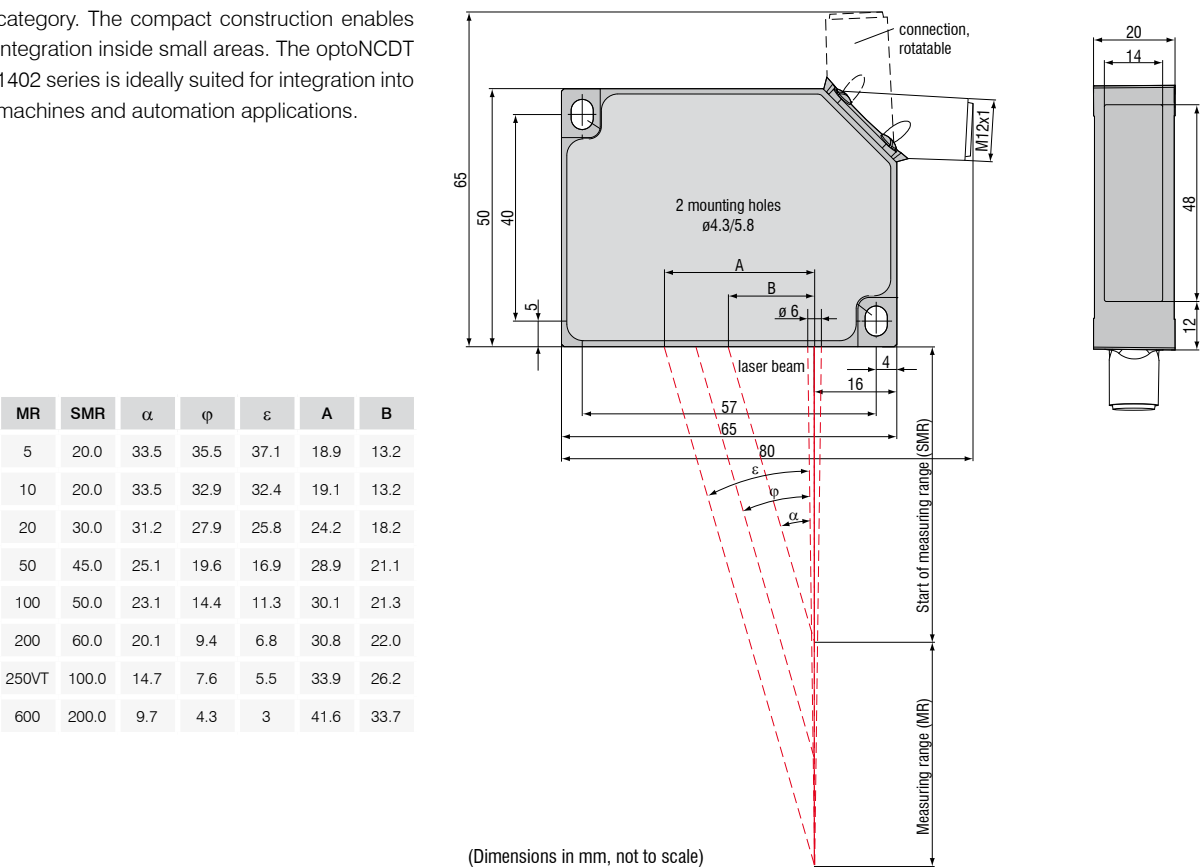 category. The compact construction enables
integration inside small areas. The optoNCDT
1402 series is ideally suited for integration into
machines and automation applications.
connection,
rotatable
M12x1
65
50
40
5
2 mounting holes
ø4.3/5.8
A
B
ø 6
laser beam
4
16
57
65
80
ε
φ
α
Start of measuring range (SMR)
Measuring range (MR)
20
14
48
12
MR SMR α φ ε A B
5 20.0 33.5 35.5 37.1 18.9 13.2
10 20.0 33.5 32.9 32.4 19.1 13.2
20 30.0 31.2 27.9 25.8 24.2 18.2
50 45.0 25.1 19.6 16.9 28.9 21.1
100 50.0 23.1 14.4 11.3 30.1 21.3
200 60.0 20.1 9.4 6.8 30.8 22.0
250VT 100.0 14.7 7.6 5.5 33.9 26.2
600 200.0 9.7 4.3 3 41.6 33.7
(Dimensions in mm, not to scale)